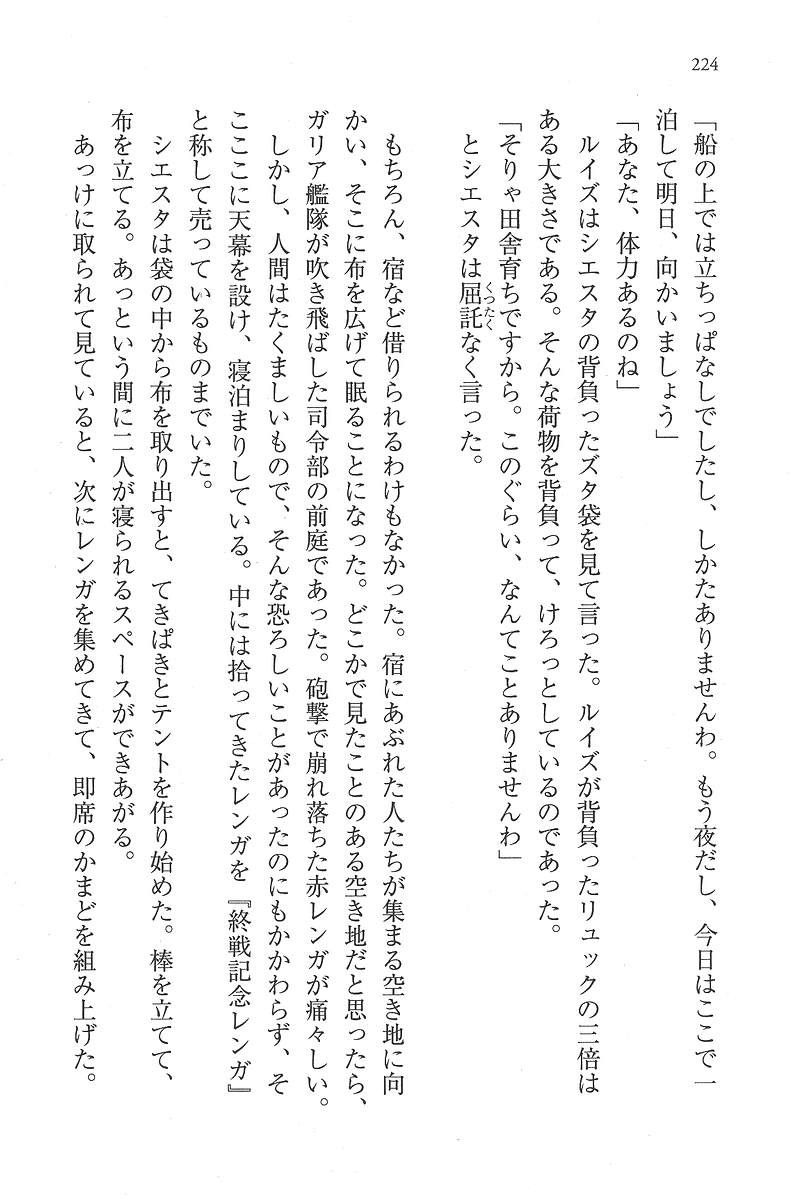 224
「船の上では立ちっぱなしでしたし、しかたありませんわ。もう夜だし、今日はここで一
泊して明日、向かいましょう」
「あなた、体力あるのね」
ルイズはシエスタの背負ったズタ袋を見て言った。ルイズが背負ったリュックの三倍は
ある大きさである。そんな荷物を背負って、けろっとしているのであった。
「そりゃ田舎育ちですから。このぐらい、なんてことありませんわ」
とシエスタは屈託なく言った。
くったく
もちろん、宿など借りられるわけもなかった。宿にあぶれた人たちが集まる空き地に向
かい、そこに布を広げて眠ることになった。どこかで見たことのある空き地だと思ったら、
ガリア艦隊が吹き飛ばした司令部の前庭であった。砲撃で崩れ落ちた赤レンガが痛々しい。
しかし、人間はたくましいもので、そんな恐ろしいことがあったのにもかかわらず、そ
こここに天幕を設け、寝泊まりしている。中には拾ってきたレンガを『終戦記念レンガ』
と称して売っているものまでいた。
シエスタは袋の中から布を取り出すと、てきぱきとテントを作り始めた。棒を立てて、
布を立てる。あっという間に二人が寝られるスペースができあがる。
あっけに取られて見ていると、次にレンガを集めてきて、即席のかまどを組み上げた。